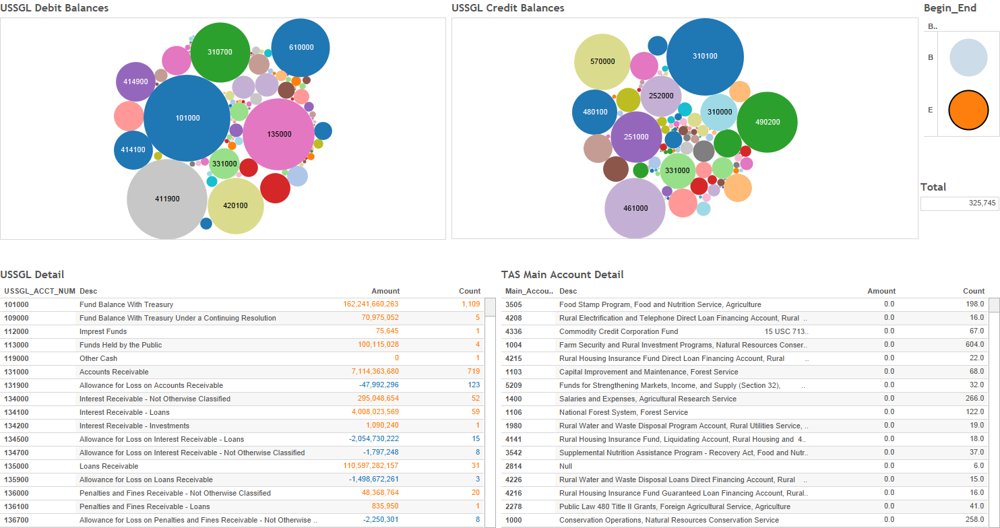 USSGL Debit Balances
310700
610000
414900
101000
135000
414100
331000
411900
420100
USSGL Credit Balances
570000
310100
252000
480100
310000
490200
251000
331000
461000
Begin_End
B..
B
E
Total
325,745
USSGL Detail
USSGL_ACCT_NUM Desc Amount Count
101000 Fund Balance With Treasury 162,241,660,263 1,109
109000 Fund Balance With Treasury Under a Continuing Resolution 70,975,052 5
112000 Imprest Funds 75,645 1
113000 Funds Held by the Public 100,115,028 4
119000 Other Cash 0 1
131000 Accounts Receivable 7,114,363,680 719
131900 Allowance for Loss on Accounts Receivable -47,992,296 123
134000 Interest Receivable - Not Otherwise Classified 295,048,654 52
134100 Interest Receivable - Loans 4,008,023,569 59
134200 Interest Receivable - Investments 1,090,240 1
134500 Allowance for Loss on Interest Receivable - Loans -2,054,730,222 15
134700 Allowance for Loss on Interest Receivable - Not Otherwise Classified -1,797,248 8
135000 Loans Receivable 110,597,282,157 31
135900 Allowance for Loss on Loans Receivable -1,498,672,261 3
136000 Penalties and Fines Receivable - Not Otherwise Classified 48,368,764 20
136100 Penalties and Fines Receivable - Loans 835,950 1
136700 Allowance for Loss on Penalties and Fines Receivable - Not Otherwise .. -2,250,301 8
TAS Main Account Detail
Main_Accou.. Desc Amount Count
3505 Food Stamp Program, Food and Nutrition Service, Agriculture 0.0 198.0
4208 Rural Electrification and Telephone Direct Loan Financing Account, Rural .. 0.0 16.0
4336 Commodity Credit Corporation Fund 15 USC 713.. 0.0 67.0
1004 Farm Security and Rural Investment Programs, Natural Resources Conser.. 0.0 604.0
4215 Rural Housing Insurance Fund Direct Loan Financing Account, Rural .. 0.0 22.0
1103 Capital Improvement and Maintenance, Forest Service 0.0 68.0
5209 Funds for Strengthening Markets, Income, and Supply (Section 32), .. 0.0 32.0
1400 Salaries and Expenses, Agricultural Research Service 0.0 266.0
1106 National Forest System, Forest Service 0.0 122.0
1980 Rural Water and Waste Disposal Program Account, Rural Utilities Service, .. 0.0 19.0
4141 Rural Housing Insurance Fund, Liquidating Account, Rural Housing and 4.. 0.0 18.0
3542 Supplemental Nutrition Assistance Program - Recovery Act, Food and Nutr.. 0.0 37.0
2814 Null 0.0 6.0
4226 Rural Water and Waste Disposal Loans Direct Financing Account, Rural .. 0.0 15.0
4216 Rural Housing Insurance Fund Guaranteed Loan Financing Account, Rural.. 0.0 16.0
2278 Public Law 480 Title II Grants, Foreign Agricultural Service, Agriculture 0.0 41.0
1000 Conservation Operations, Natural Resources Conservation Service 0.0 258.0